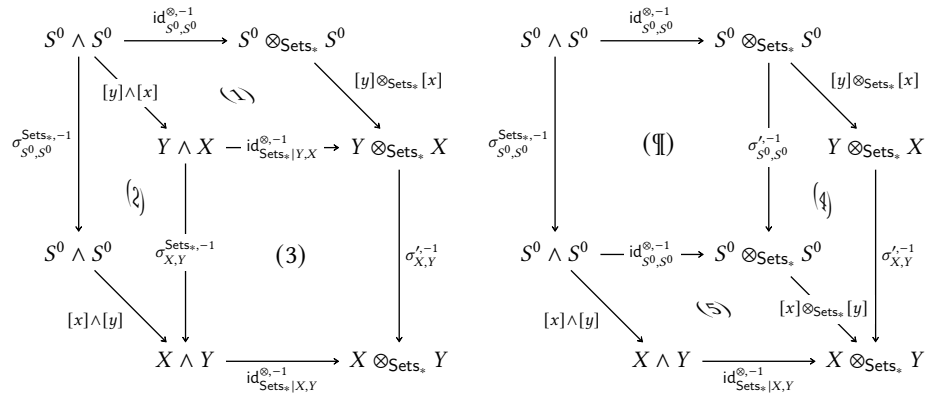 id^{⊗,-1}_{S^0,S^0} id^{⊗,-1}_{S^0,S^0}
S^0 ∧ S^0 S^0 ⊗_{Sets_*} S^0 S^0 ∧ S^0 S^0 ⊗_{Sets_*} S^0
[y]∧[x] (1) [y]⊗_{Sets_*}[x] [y]⊗_{Sets_*}[x]
σ^{Sets_*,-1}_{S^0,S^0} Y ∧ X id^{⊗,-1}_{Sets_*|Y,X} Y ⊗_{Sets_*} X σ^{Sets_*,-1}_{S^0,S^0} (¶) σ'^{,-1}_{S^0,S^0} Y ⊗_{Sets_*} X
(2) (4)
S^0 ∧ S^0 σ^{Sets_*,-1}_{X,Y} (3) σ'^{,-1}_{X,Y} S^0 ∧ S^0 id^{⊗,-1}_{S^0,S^0} S^0 ⊗_{Sets_*} S^0 σ'^{,-1}_{X,Y}
[x]∧[y] [x]∧[y] (5) [x]⊗_{Sets_*}[y]
X ∧ Y X ⊗_{Sets_*} Y X ∧ Y X ⊗_{Sets_*} Y
id^{⊗,-1}_{Sets_*|X,Y} id^{⊗,-1}_{Sets_*|X,Y}